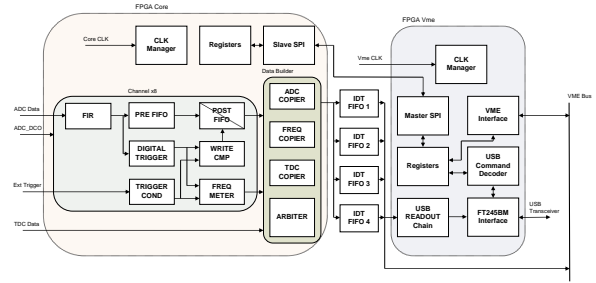 FPGA Core
FPGA Vme
Core CLK
CLK
Manager
Registers
Slave SPI
Vme CLK
CLK
Manager
VME Bus
Channel x8
Data Builder
ADC Data
ADC_DCO
FIR
PRE FIFO
POST
FIFO
ADC
COPIER
IDT
FIFO 1
Master SPI
VME
Interface
DIGITAL
TRIGGER
WRITE
CMP
FREQ
COPIER
IDT
FIFO 2
Registers
USB
Command
Decoder
Ext Trigger
TRIGGER
COND
FREQ
METER
TDC
COPIER
IDT
FIFO 3
TDC Data
ARBITER
IDT
FIFO 4
USB
READOUT
Chain
FT245BM
Interface
USB
Transceiver